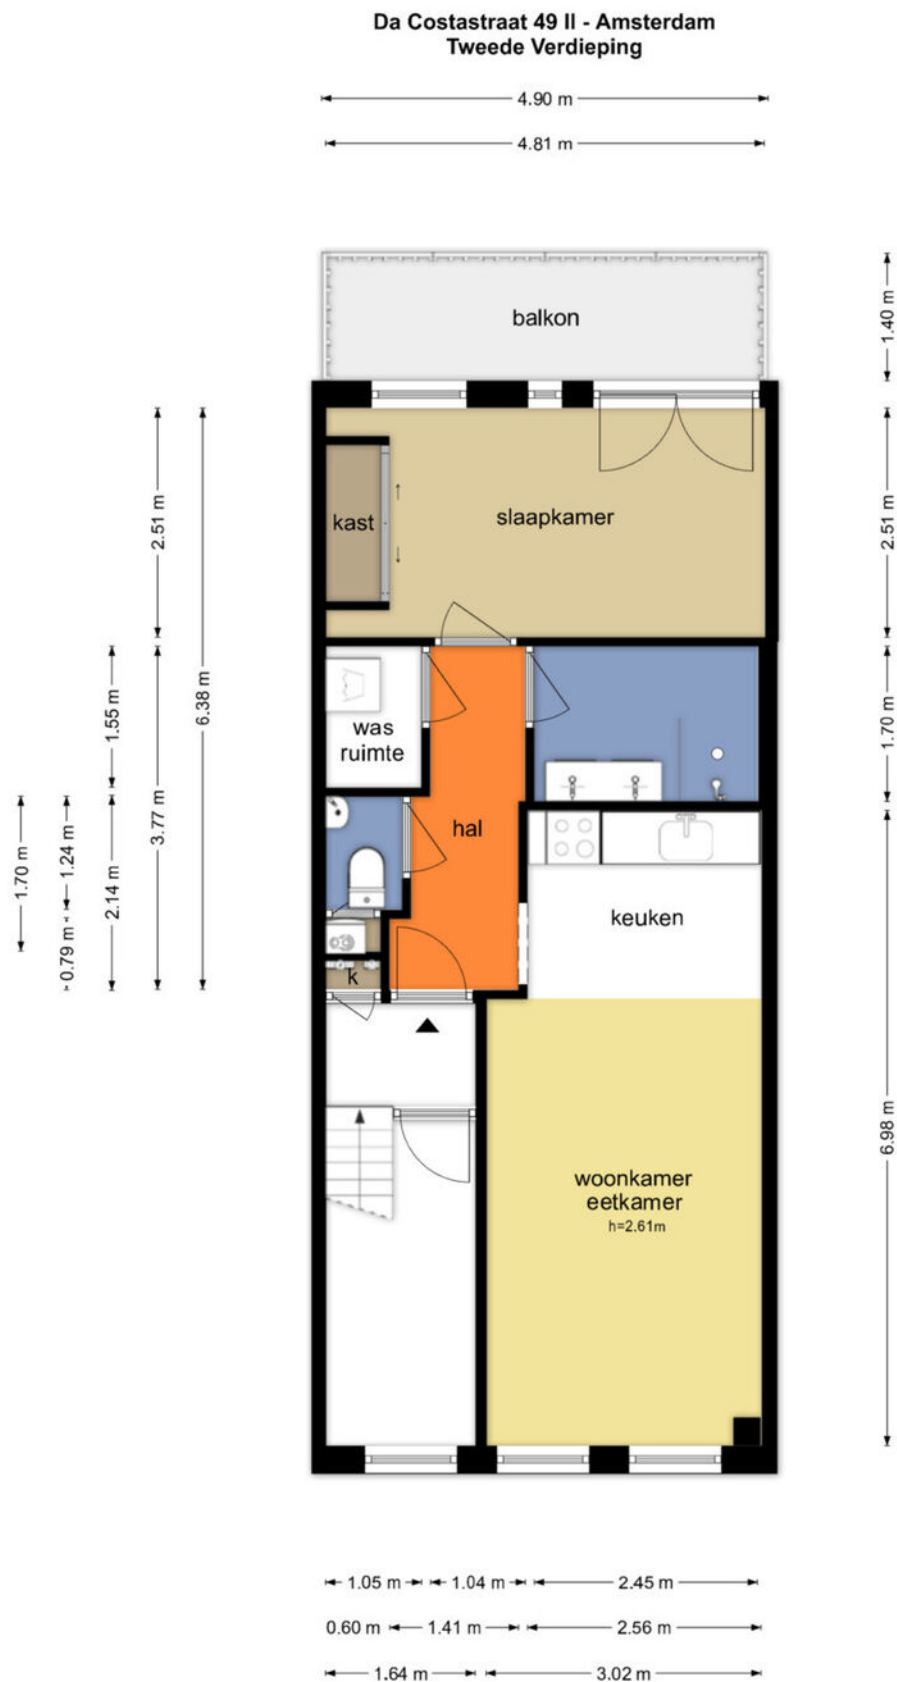 Da Costastraat 49 II - Amsterdam
Tweede Verdieping
4.90 m
4.81 m
balkon
1.40 m
2.51 m
6.38 m
kast
slaapkamer
2.51 m
1.55 m
3.77 m
was
ruimte
1.70 m
1.70 m
1.24 m
0.79 m
2.14 m
hal
keuken
k
6.98 m
woonkamer
eetkamer
h=2.61m
1.05 m
1.04 m
2.45 m
0.60 m
1.41 m
2.56 m
1.64 m
3.02 m